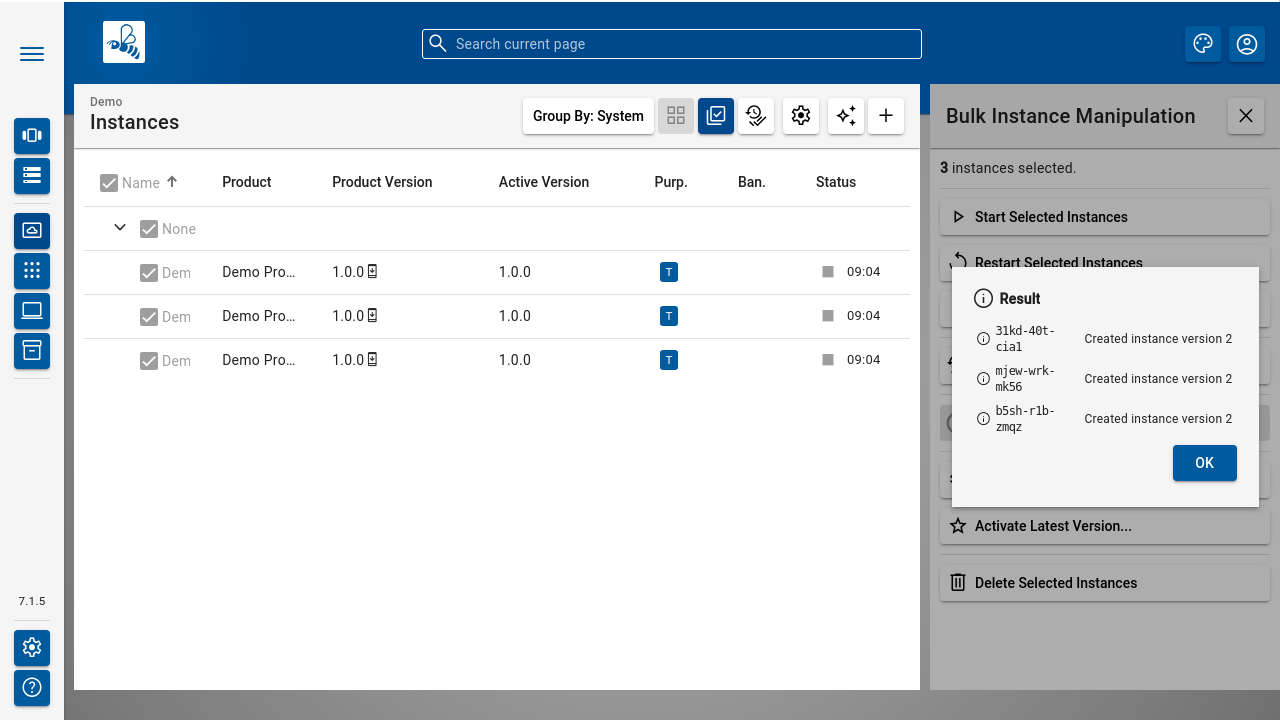 Search current page
Demo
Instances
Group By: System
Name Product Product Version Active Version Purp. Ban. Status
None
Dem Demo Pro... 1.0.0 1.0.0 T 09:04
Dem Demo Pro... 1.0.0 1.0.0 T 09:04
Dem Demo Pro... 1.0.0 1.0.0 T 09:04
7.1.5
Bulk Instance Manipulation
3 instances selected.
Start Selected Instances
Restart Selected Instances
Result
31kd-40t-
cia1
Created instance version 2
mjew-wrk-
mk56
Created instance version 2
b5sh-r1b-
zmqz
Created instance version 2
OK
Activate Latest Version...
Delete Selected Instances